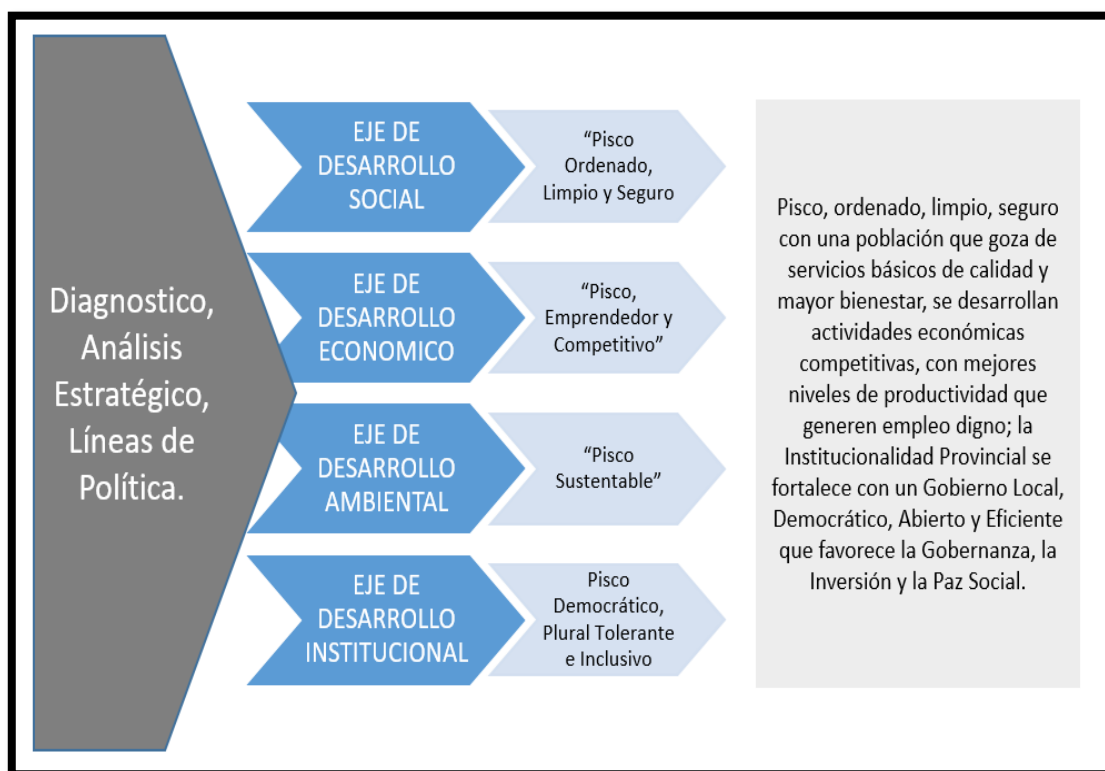 Diagnostico,
Análisis
Estratégico,
Líneas de
Política.
EJE DE
DESARROLLO
SOCIAL
“Pisco
Ordenado,
Limpio y Seguro
EJE DE
DESARROLLO
ECONOMICO
“Pisco,
Emprendedor y
Competitivo”
EJE DE
DESARROLLO
AMBIENTAL
“Pisco
Sustentable”
EJE DE
DESARROLLO
INSTITUCIONAL
Pisco
Democrático,
Plural Tolerante
e Inclusivo
Pisco, ordenado, limpio, seguro
con una población que goza de
servicios básicos de calidad y
mayor bienestar, se desarrollan
actividades económicas
competitivas, con mejores
niveles de productividad que
generen empleo digno; la
Institucionalidad Provincial se
fortalece con un Gobierno Local,
Democrático, Abierto y Eficiente
que favorece la Gobernanza, la
Inversión y la Paz Social.